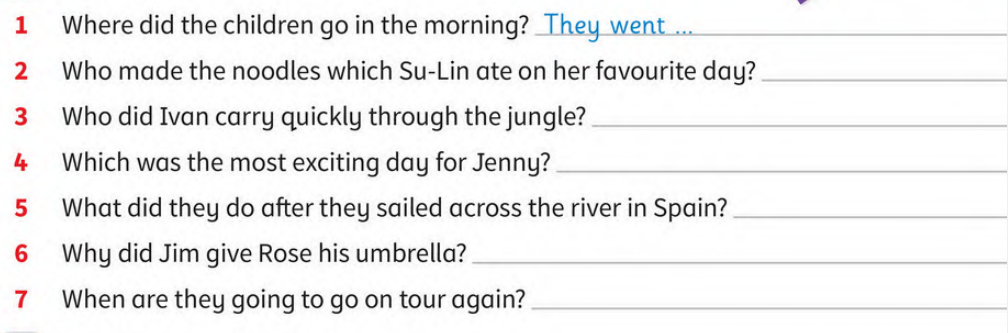 1 Where did the children go in the morning? They went ...
2 Who made the noodles which Su-Lin ate on her favourite day?
3 Who did Ivan carry quickly through the jungle?
4 Which was the most exciting day for Jenny?
5 What did they do after they sailed across the river in Spain?
6 Why did Jim give Rose his umbrella?
7 When are they going to go on tour again?